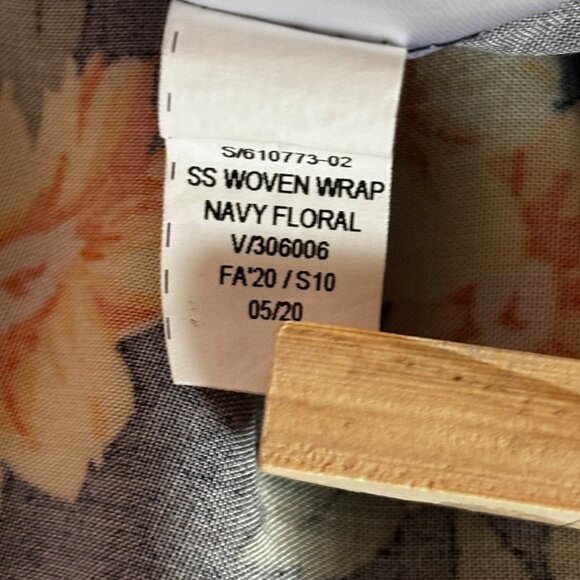 S/610773-02
SS WOVEN WRAP
NAVY FLORAL
V/306006
FA'20 / S10
05/20